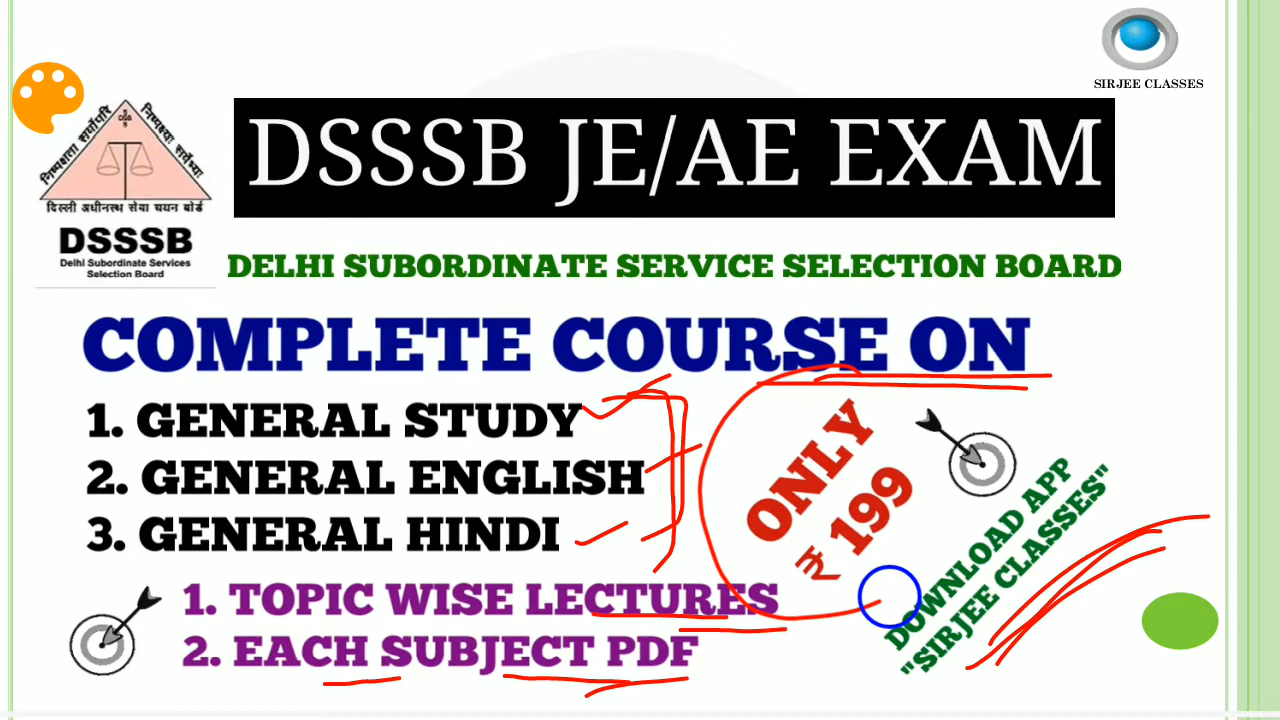 SIRJEE CLASSES
निष्पक्षता सर्वोपरि
निष्पक्षः सर्वेभ्यः
दिल्ली अधीनस्थ सेवा चयन बोर्ड
DSSSB
Delhi Subordinate Services
Selection Board
DSSSB JE/AE EXAM
DELHI SUBORDINATE SERVICE SELECTION BOARD
COMPLETE COURSE ON
1. GENERAL STUDY
2. GENERAL ENGLISH
3. GENERAL HINDI
ONLY
₹ 199
DOWNLOAD APP
"SIRJEE CLASSES"
1. TOPIC WISE LECTURES
2. EACH SUBJECT PDF